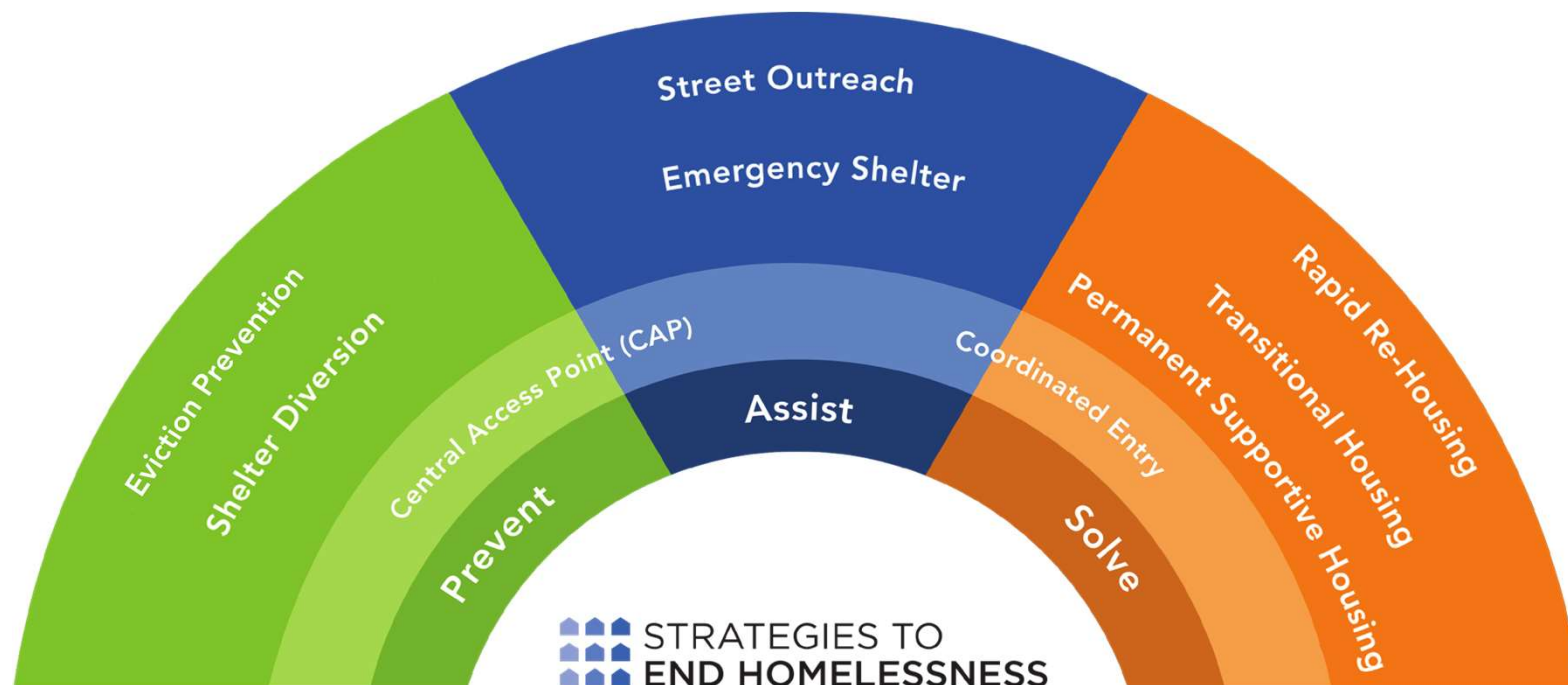 Street Outreach
Emergency Shelter
Eviction Prevention
Shelter Diversion
Rapid Re-Housing
Transitional Housing
Permanent Supportive Housing
Central Access Point (CAP)
Coordinated Entry
Prevent
Assist
Solve
STRATEGIES TO
END HOMELESSNESS